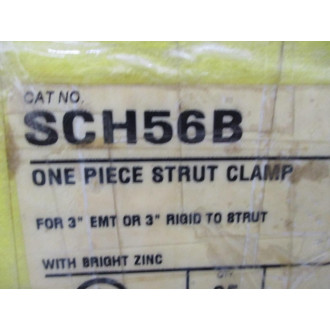 CAT NO.
SCH56B
ONE PIECE STRUT CLAMP
FOR 3" EMT OR 3" RIGID TO STRUT
WITH BRIGHT ZINC